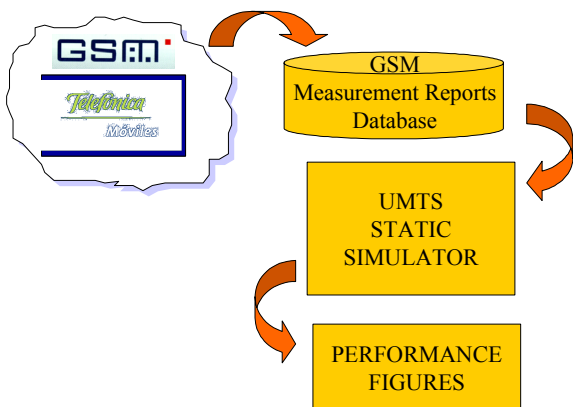 GSM
Telefónica
Móviles
GSM
Measurement Reports
Database
UMTS
STATIC
SIMULATOR
PERFORMANCE
FIGURES